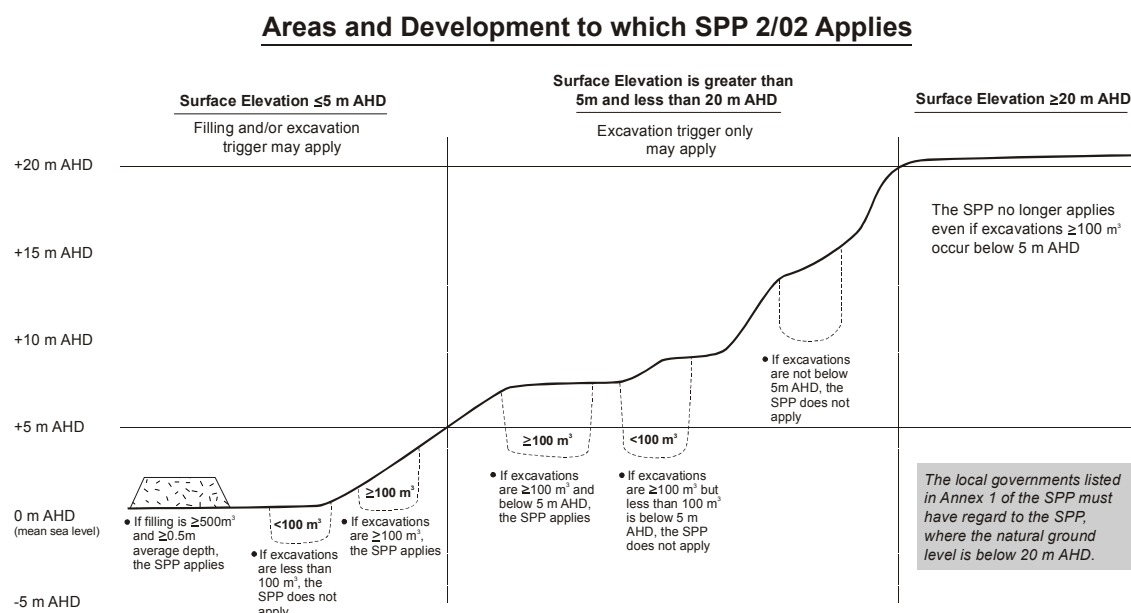 Areas and Development to which SPP 2/02 Applies
Surface Elevation ≤5 m AHD
Filling and/or excavation
trigger may apply
Surface Elevation is greater than
5m and less than 20 m AHD
Excavation trigger only
may apply
Surface Elevation ≥20 m AHD
+20 m AHD
+15 m AHD
+10 m AHD
+5 m AHD
0 m AHD
(mean sea level)
-5 m AHD
• If filling is ≥500m³
and ≥0.5m
average depth,
the SPP applies
<100 m³
• If excavations
are less than
100 m³, the
SPP does not
apply
≥100 m³
• If excavations
are ≥100 m³,
the SPP applies
≥100 m³
• If excavations
are ≥100 m³ and
below 5 m AHD,
the SPP applies
<100 m³
• If excavations
are ≥100 m³ but
less than 100 m³
is below 5 m
AHD, the SPP
does not apply
• If excavations
are not below
5m AHD, the
SPP does not
apply
The SPP no longer applies
even if excavations ≥100 m³
occur below 5 m AHD
The local governments listed
in Annex 1 of the SPP must
have regard to the SPP,
where the natural ground
level is below 20 m AHD.